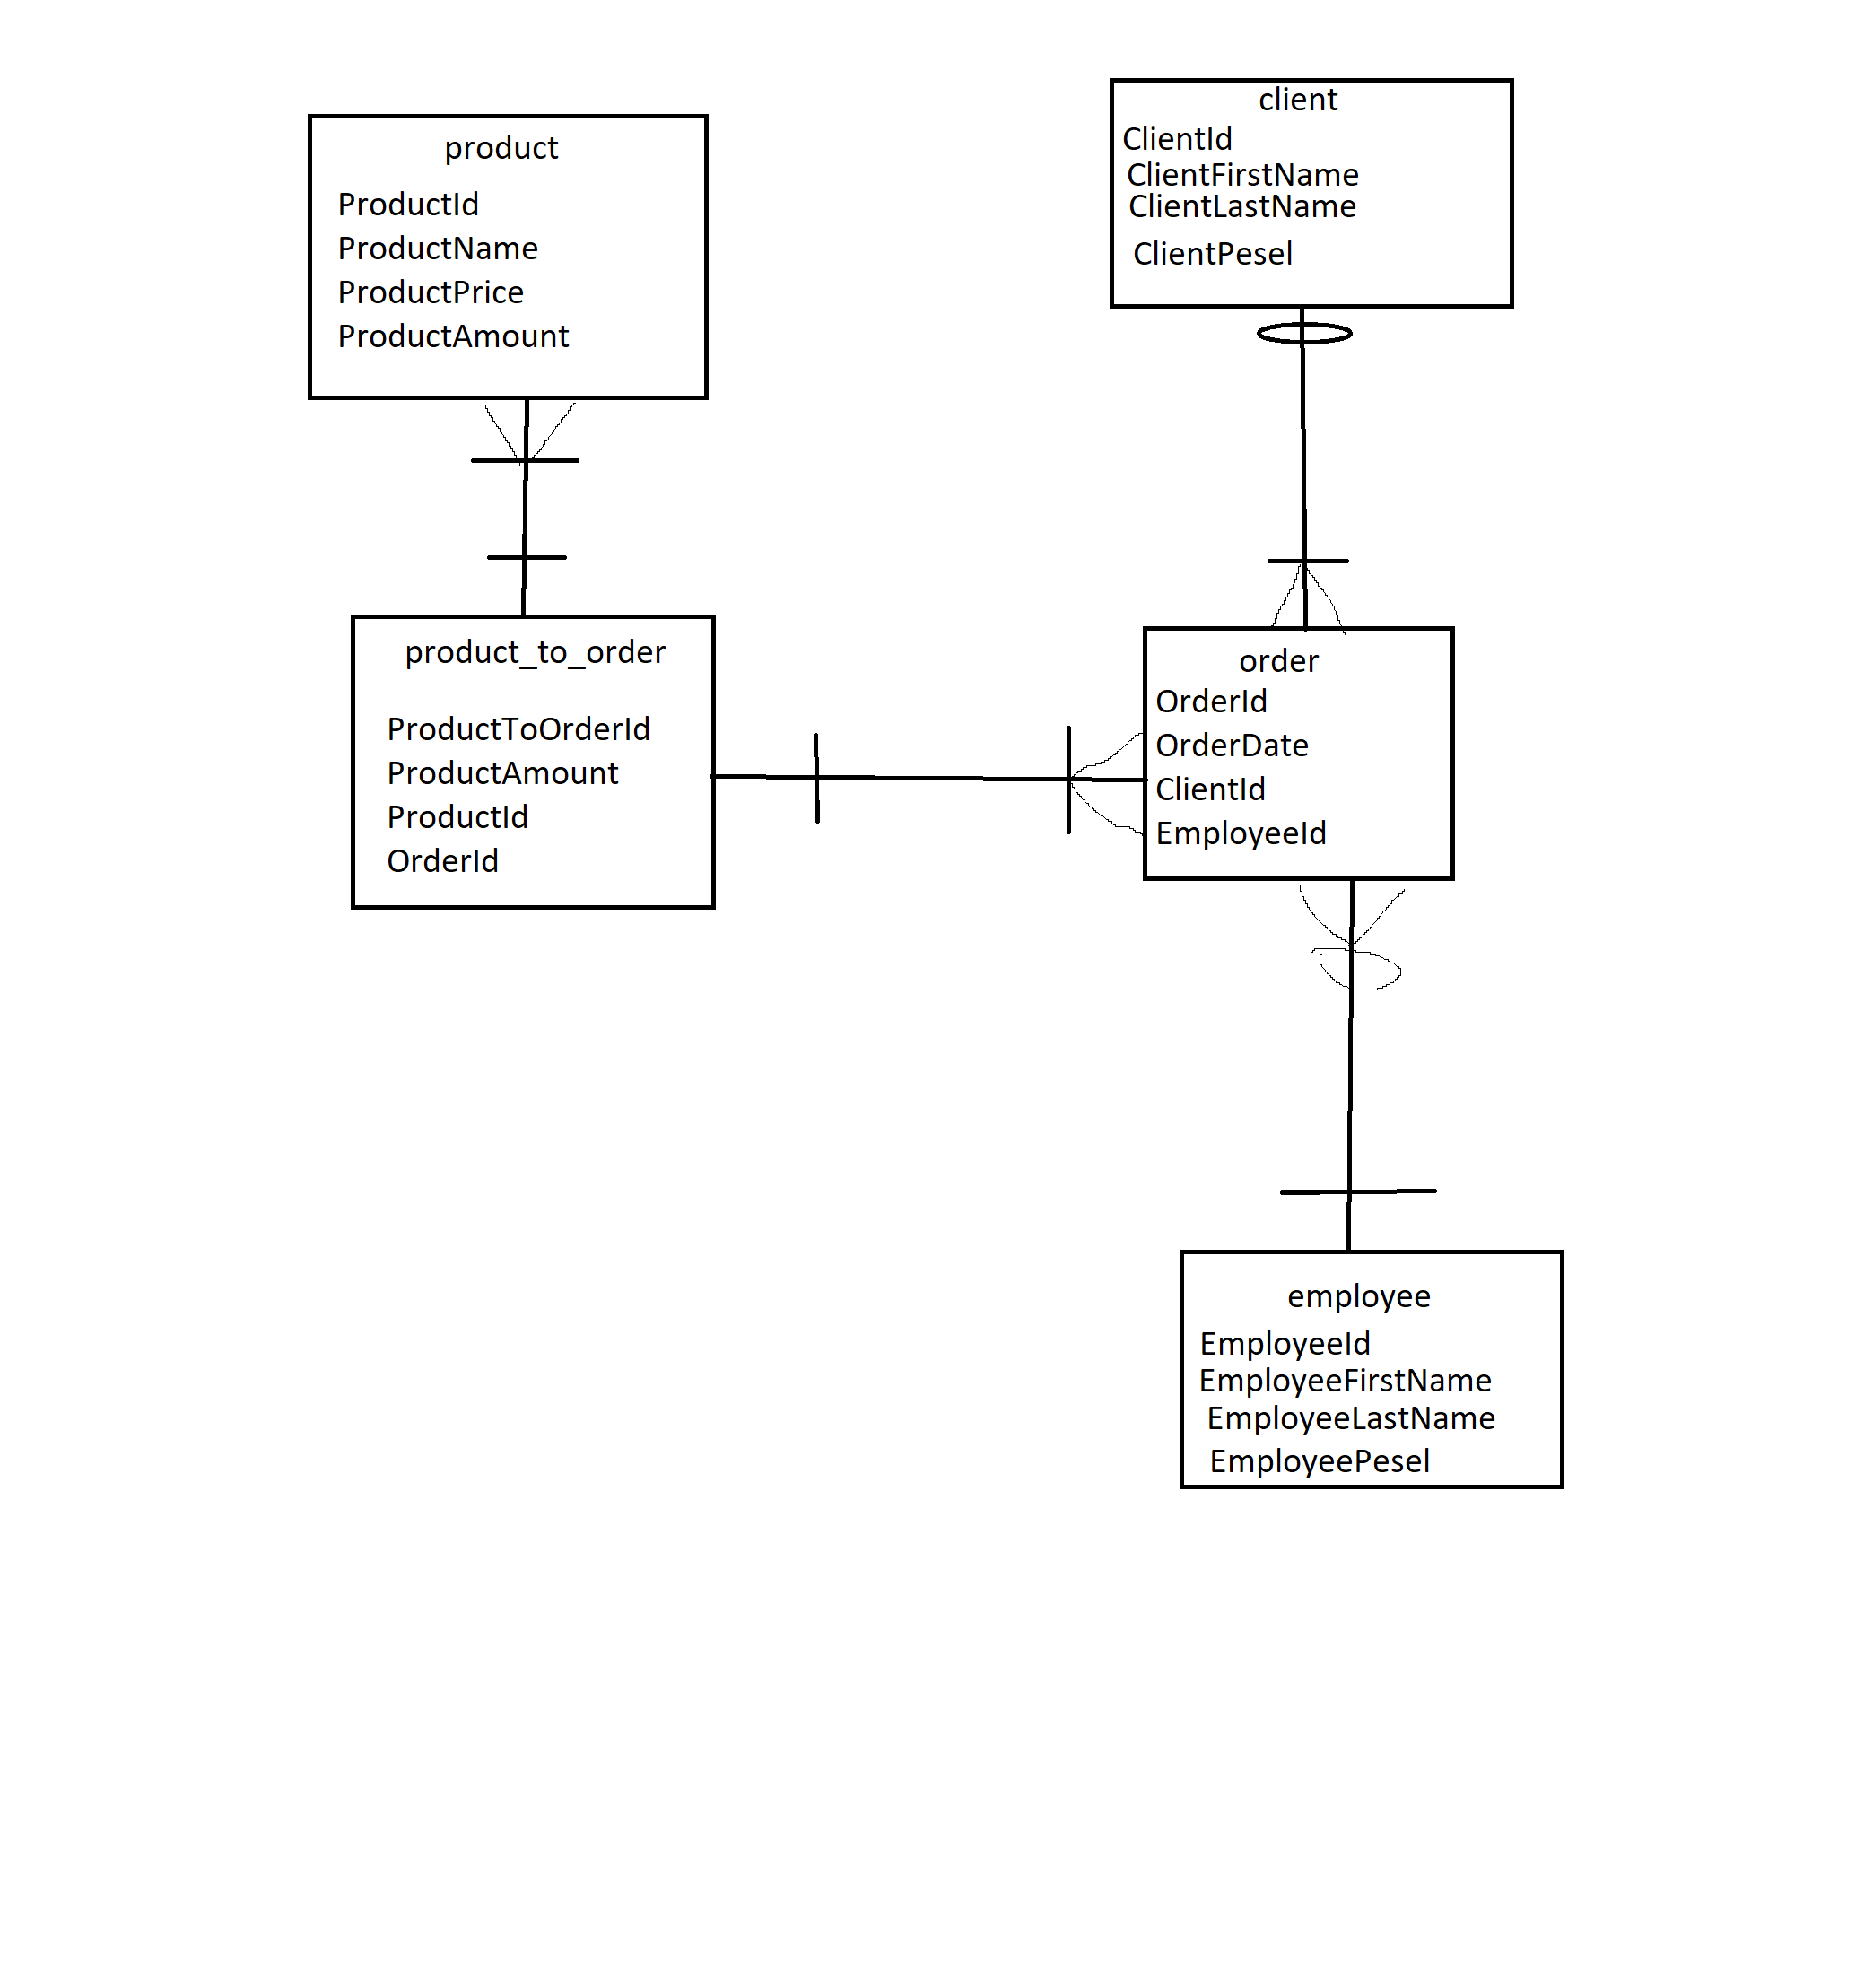 product
ProductId
ProductName
ProductPrice
ProductAmount
client
ClientId
ClientFirstName
ClientLastName
ClientPesel
product_to_order
ProductToOrderId
ProductAmount
ProductId
OrderId
order
OrderId
OrderDate
ClientId
EmployeeId
employee
EmployeeId
EmployeeFirstName
EmployeeLastName
EmployeePesel